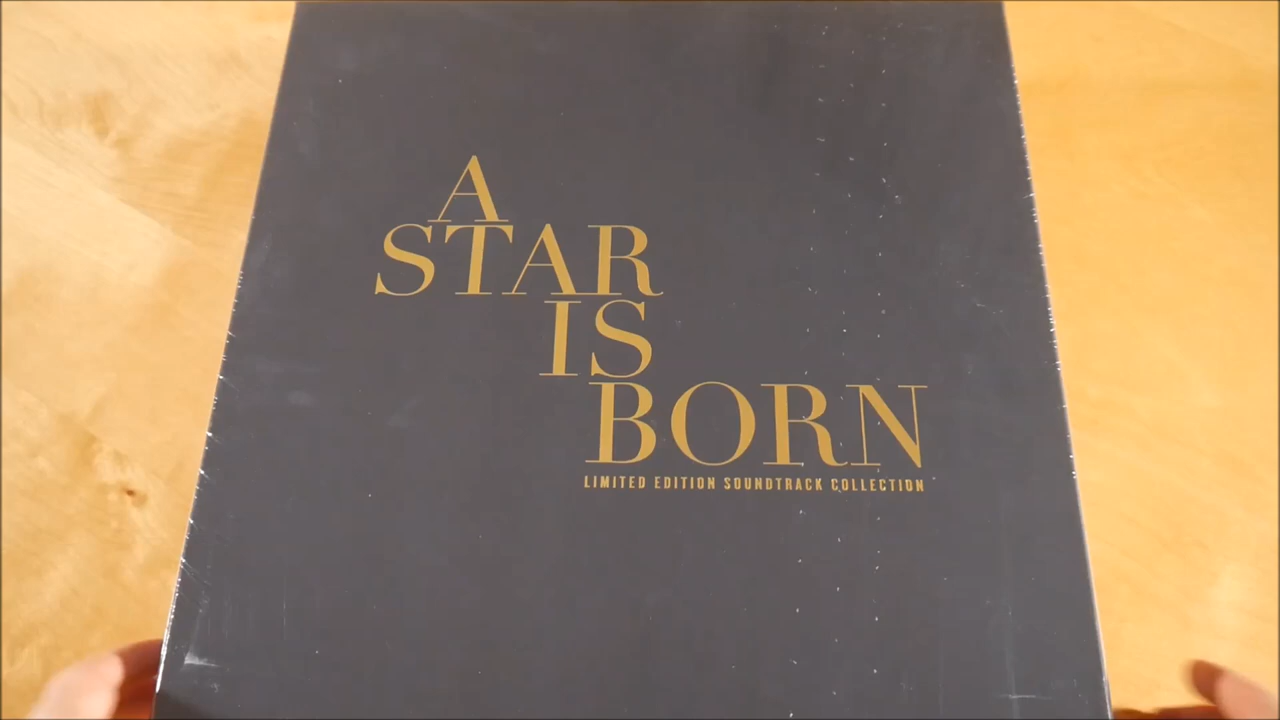 A
STAR
IS
BORN
LIMITED EDITION SOUNDTRACK COLLECTION